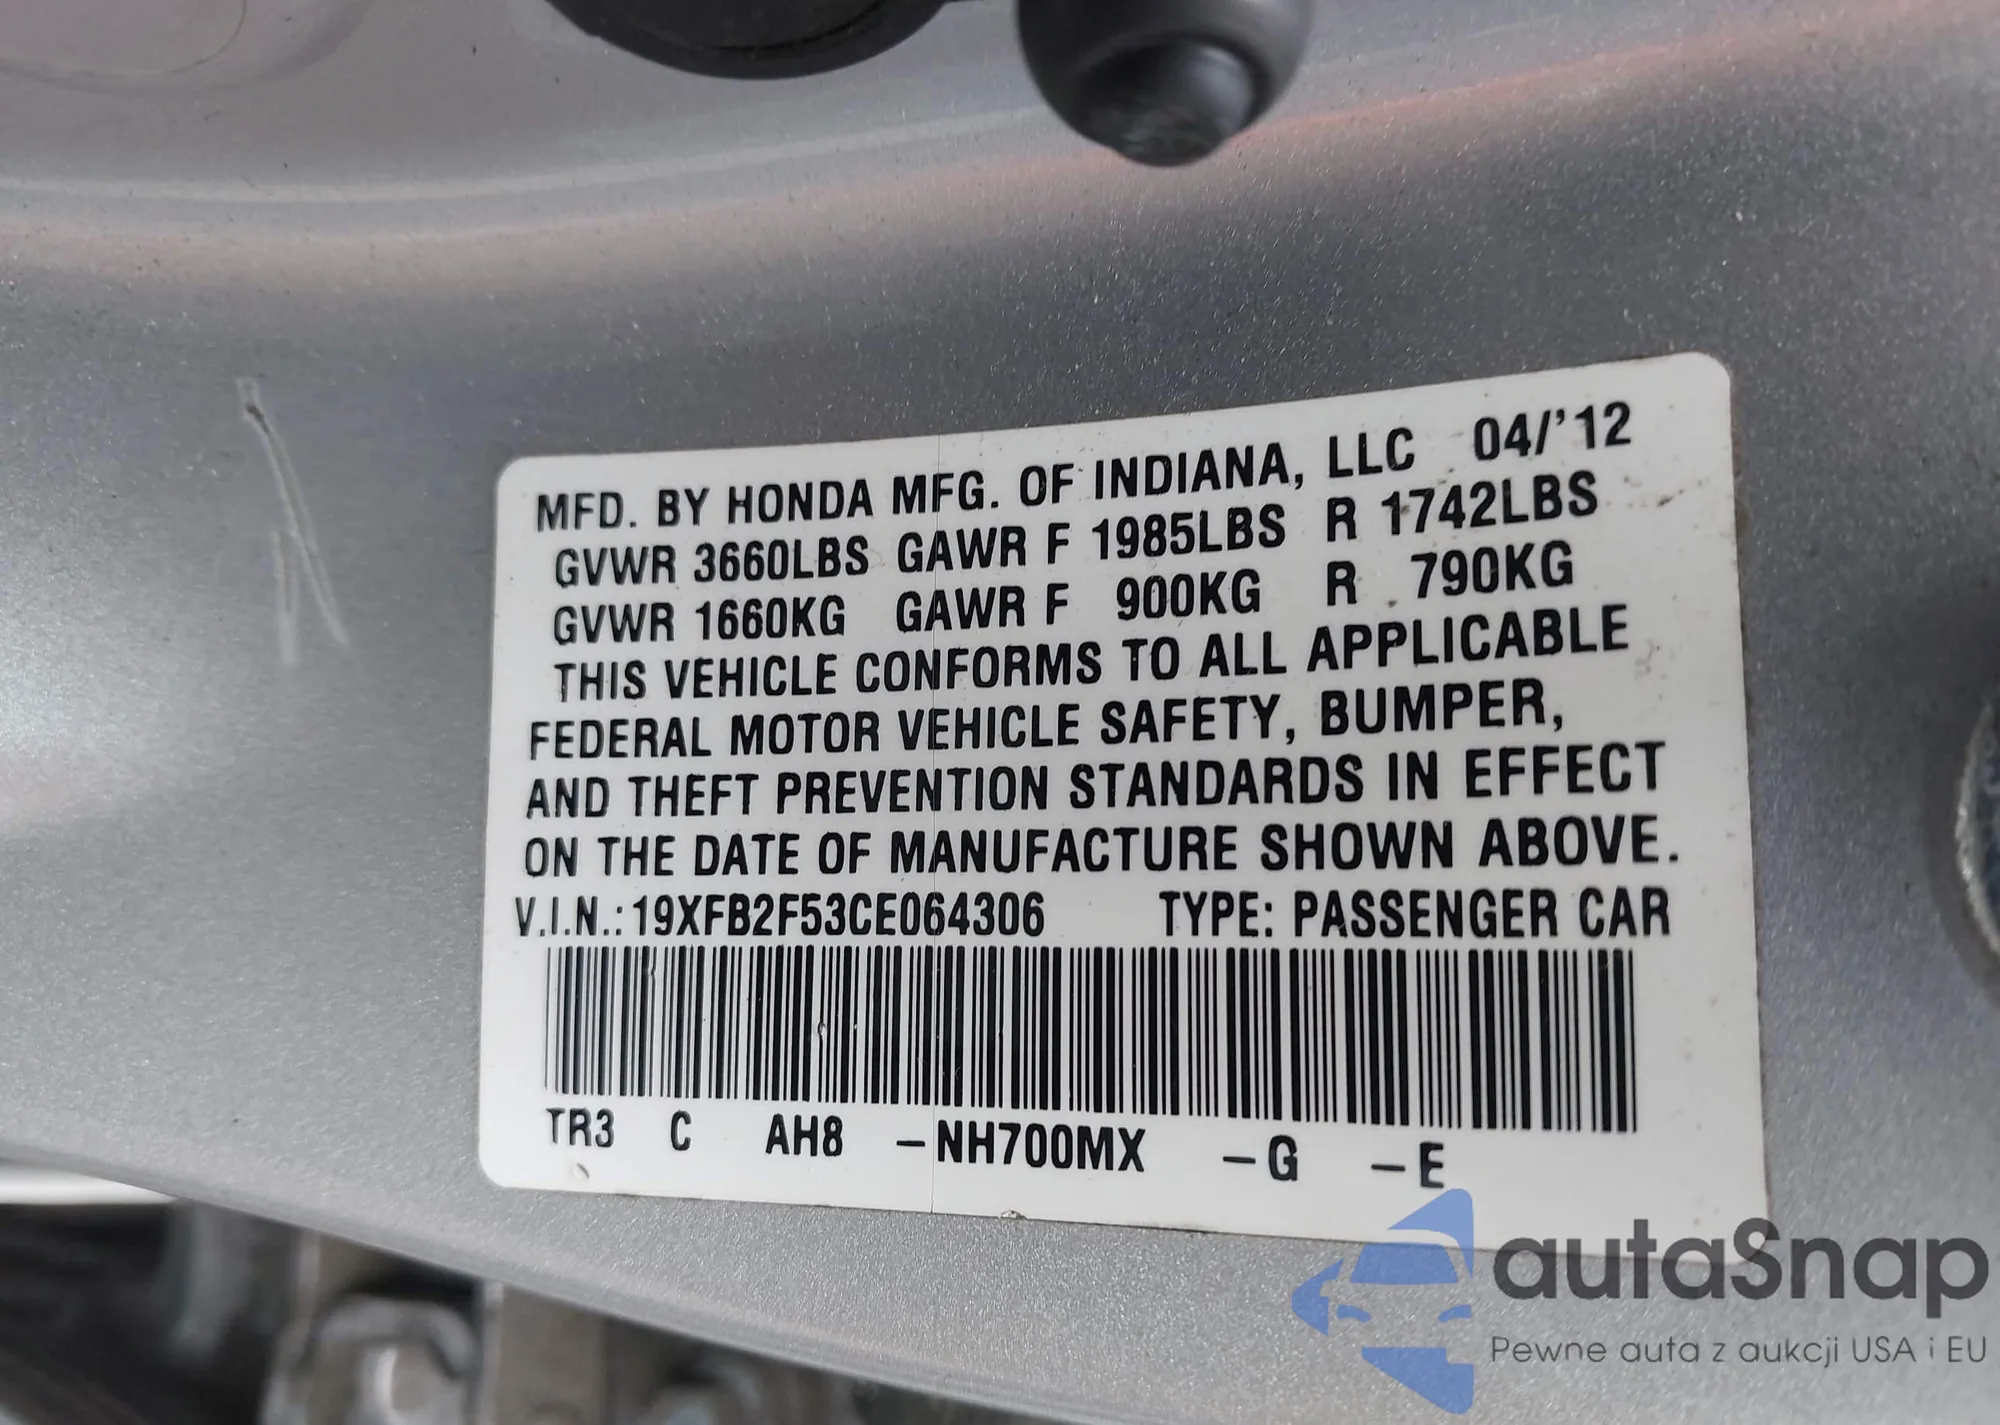 MFD. BY HONDA MFG. OF INDIANA, LLC 04/'12
GVWR 3660LBS GAWR F 1985LBS R 1742LBS
GVWR 1660KG GAWR F 900KG R 790KG
THIS VEHICLE CONFORMS TO ALL APPLICABLE
FEDERAL MOTOR VEHICLE SAFETY, BUMPER,
AND THEFT PREVENTION STANDARDS IN EFFECT
ON THE DATE OF MANUFACTURE SHOWN ABOVE.
V.I.N.: 19XFB2F53CE064306 TYPE: PASSENGER CAR
TR3 C AH8 -NH700MX -G -E
autaSnap
Pewne auta z aukcji USA i EU